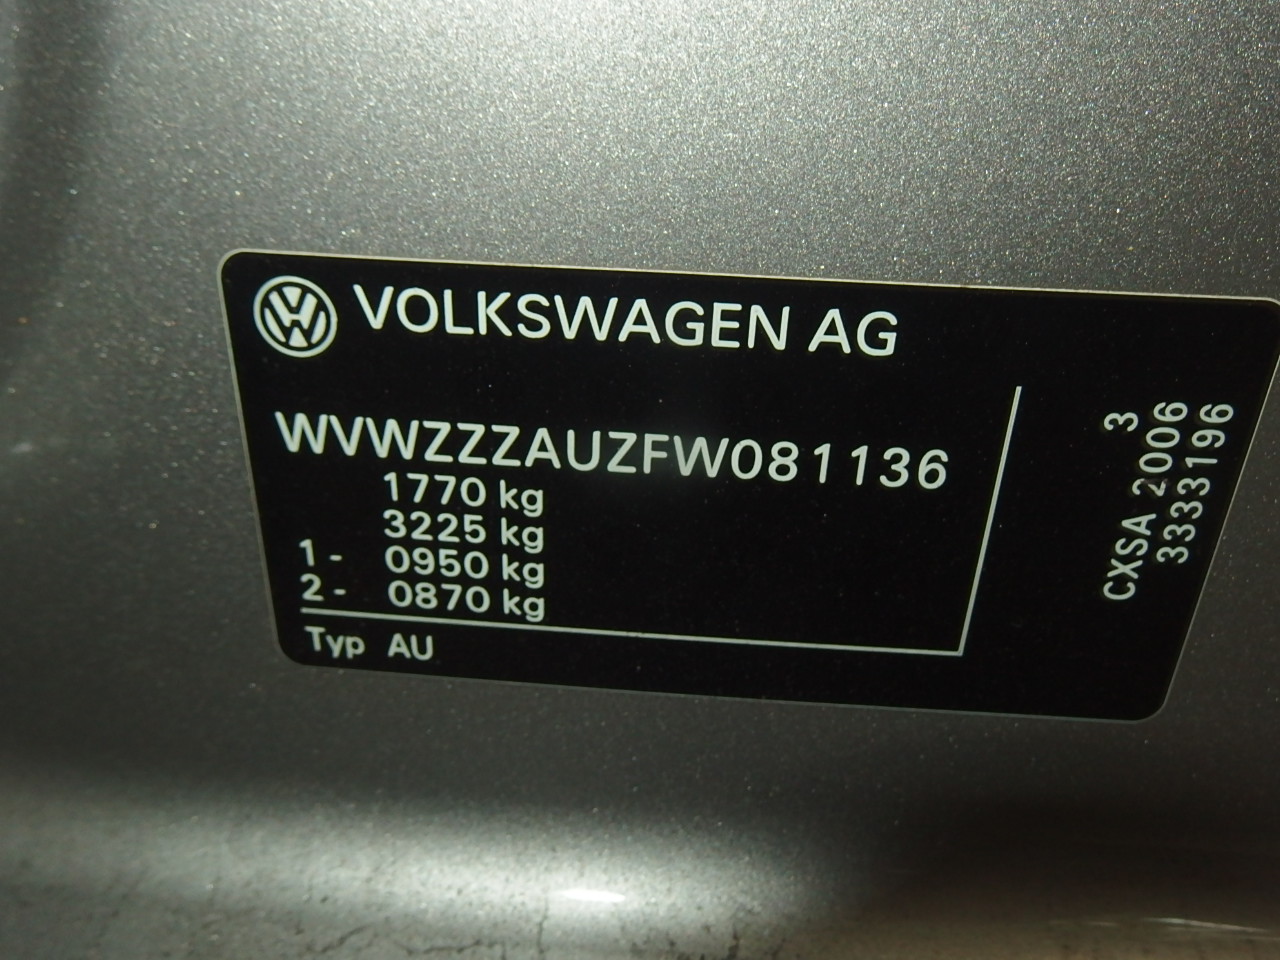 VOLKSWAGEN AG
WVWZZZAUZFW081136
1770 kg
3225 kg
1- 0950 kg
2- 0870 kg
Typ AU
3
CXSA 2006
3333196